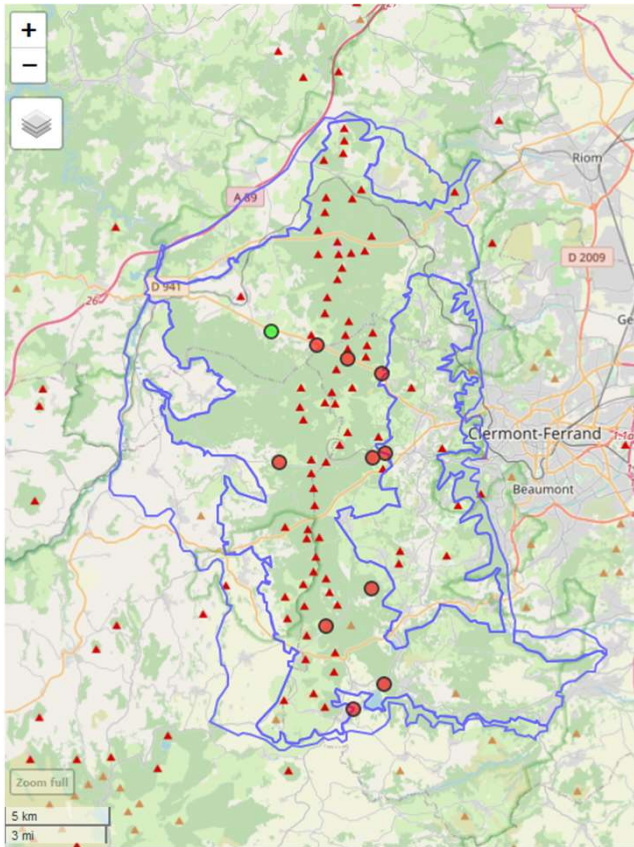 +
−
Riom
A 89
D 2009
Ge
26
D 941
Clermont-Ferrand
Beaumont
Zoom full
5 km
3 mi